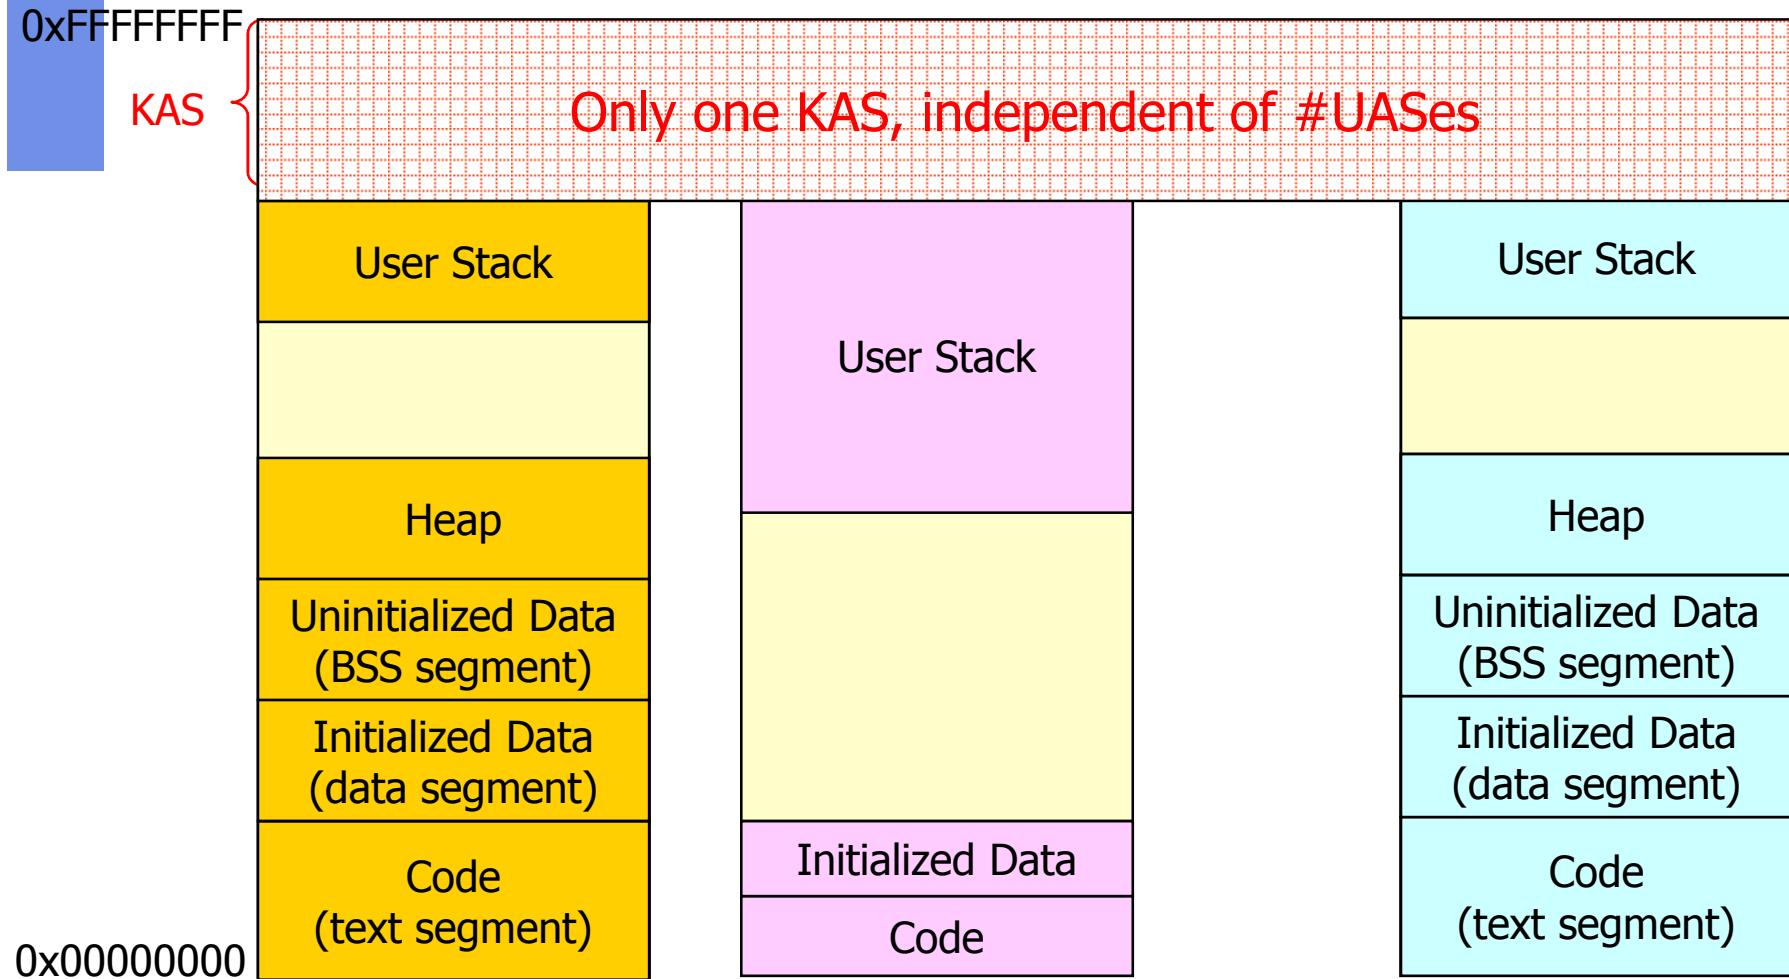 0xFFFFFFFF
KAS
Only one KAS, independent of #UASes
User Stack
Heap
Uninitialized Data
(BSS segment)
Initialized Data
(data segment)
Code
(text segment)
0x00000000
User Stack
Initialized Data
Code
User Stack
Heap
Uninitialized Data
(BSS segment)
Initialized Data
(data segment)
Code
(text segment)